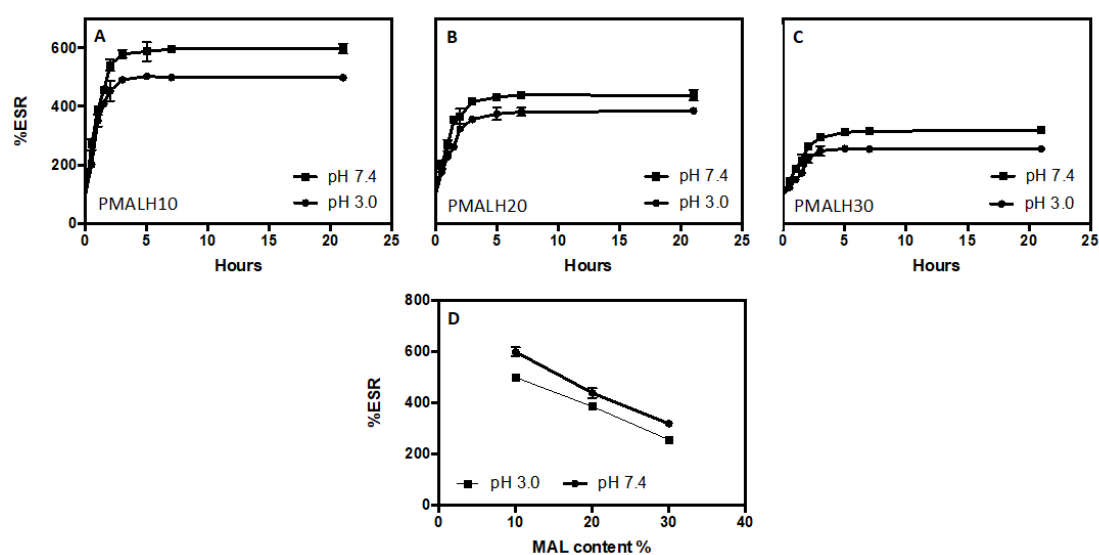 A
B
C
600
400
200
0
%ESR
pH 7.4
pH 3.0
PMALH10
0 5 10 15 20 25
Hours
pH 7.4
pH 3.0
PMALH20
0 5 10 15 20 25
Hours
pH 7.4
pH 3.0
PMALH30
0 5 10 15 20 25
Hours
D
800
600
400
200
0
%ESR
pH 3.0 pH 7.4
0 10 20 30 40
MAL content %